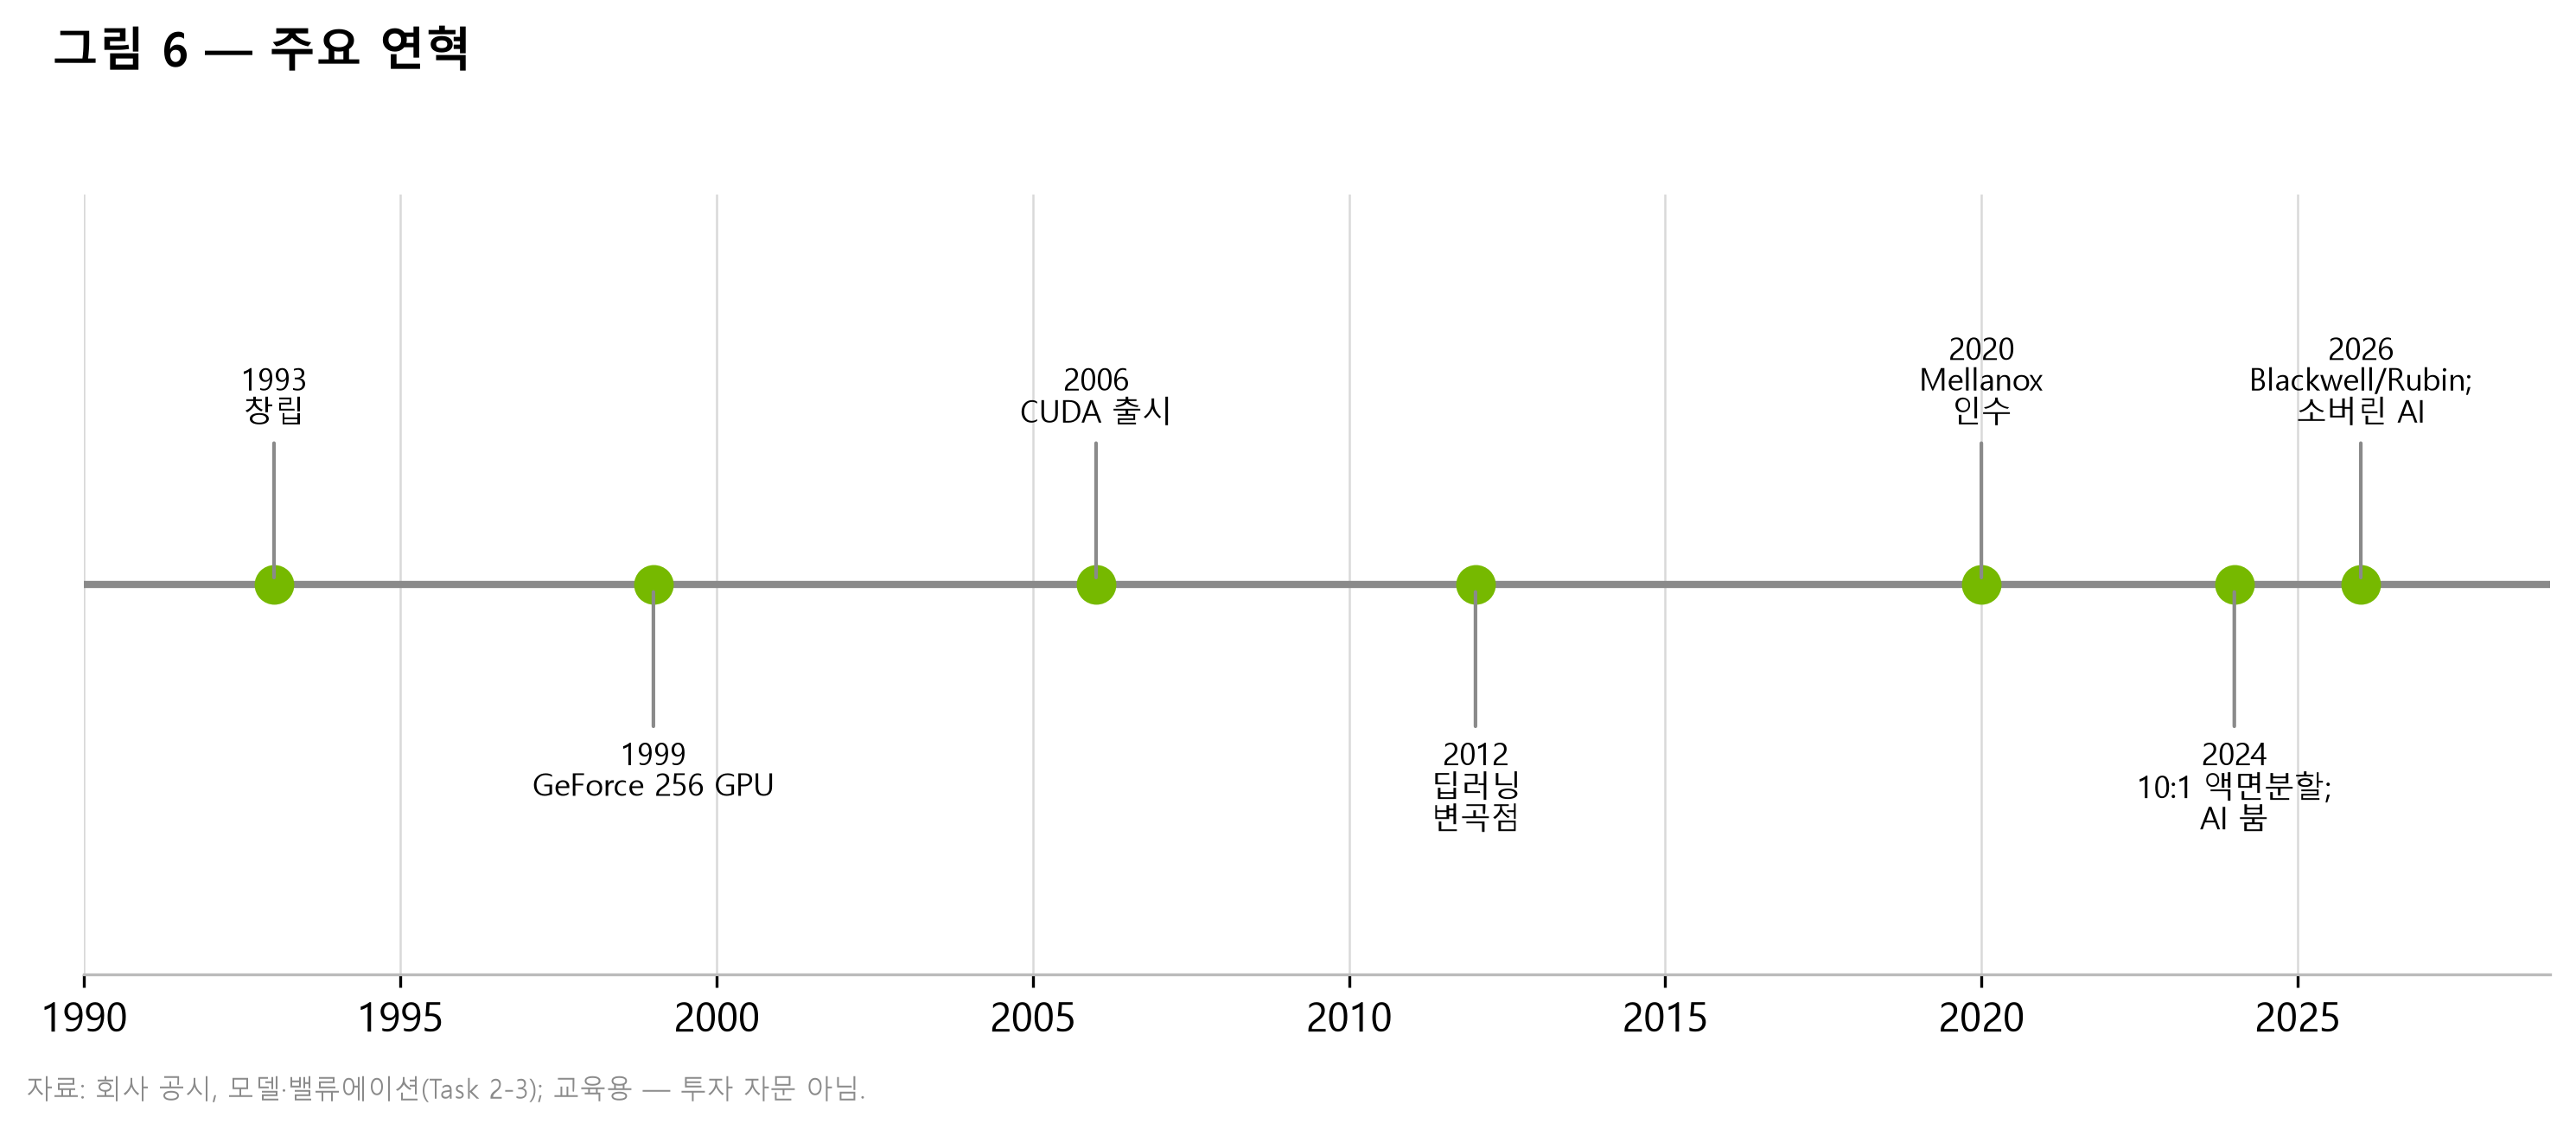 그림 6 — 주요 연혁
1993
창립
2006
CUDA 출시
2020
Mellanox
인수
2026
Blackwell/Rubin;
소버린 AI
1999
GeForce 256 GPU
2012
딥러닝
변곡점
2024
10:1 액면분할;
AI 붐
1990 1995 2000 2005 2010 2015 2020 2025
자료: 회사 공시, 모델·밸류에이션(Task 2-3); 교육용 — 투자 자문 아님.